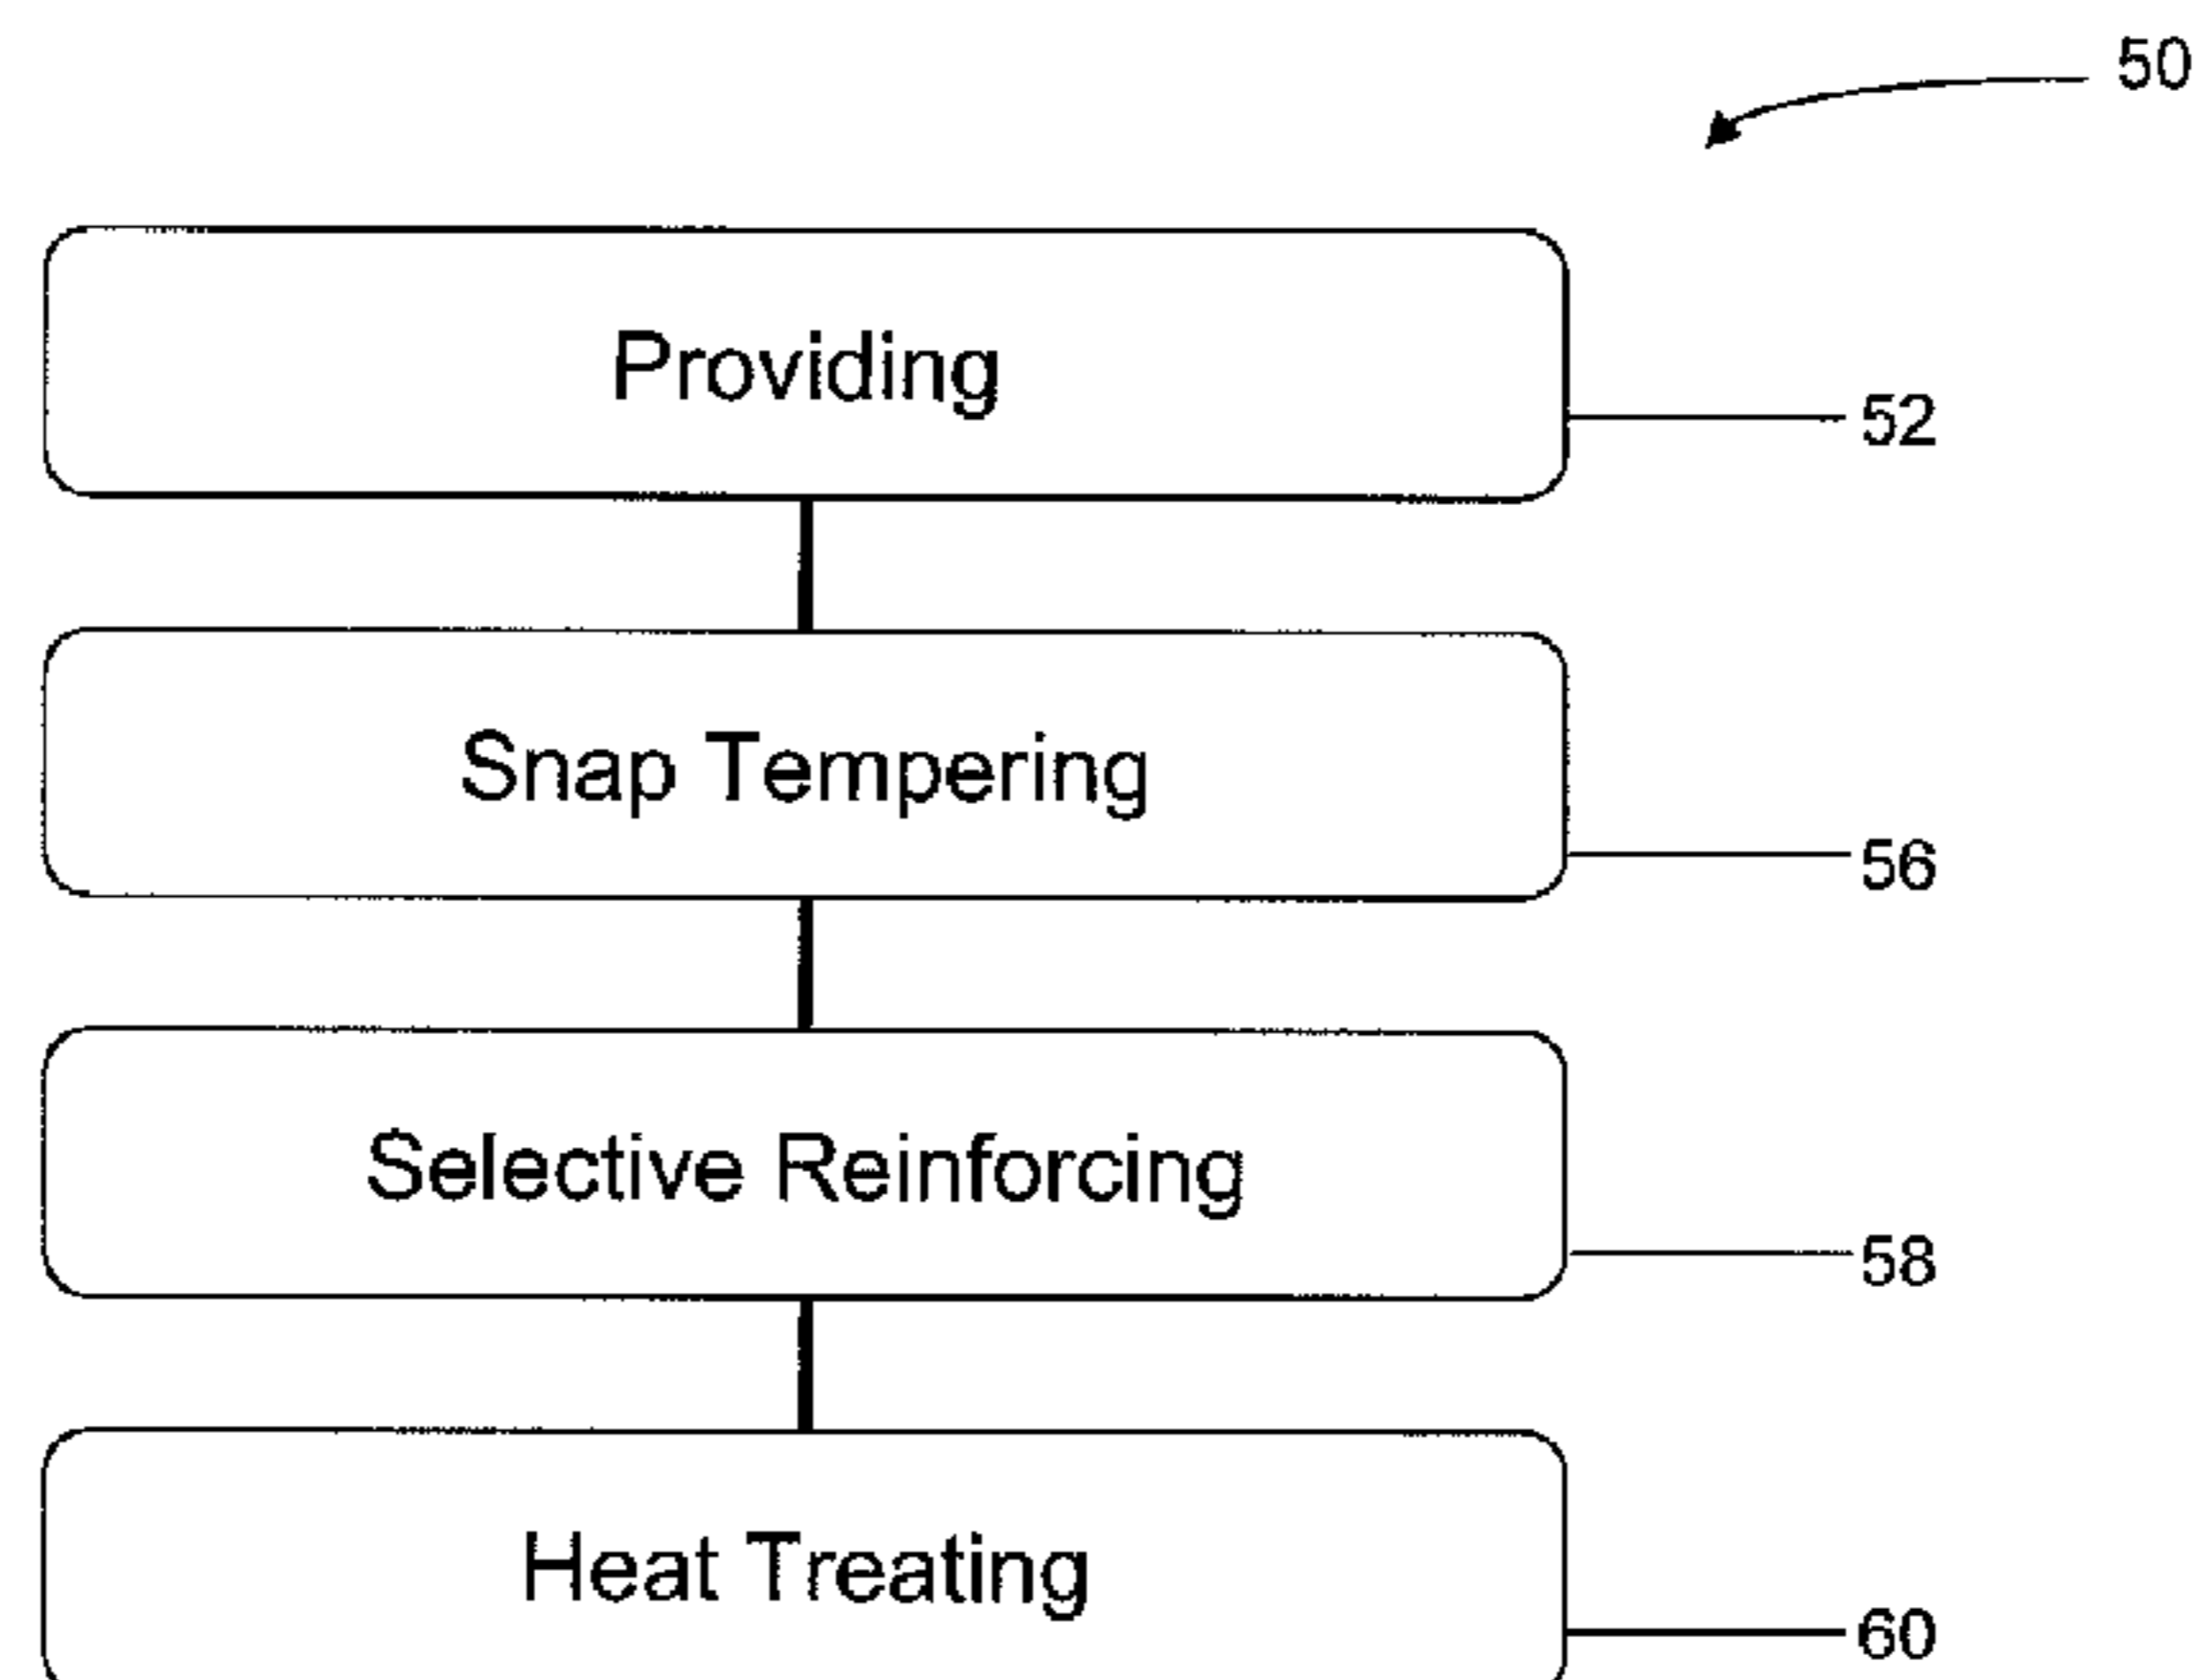 50
Providing
52
Snap Tempering
56
Selective Reinforcing
58
Heat Treating
60